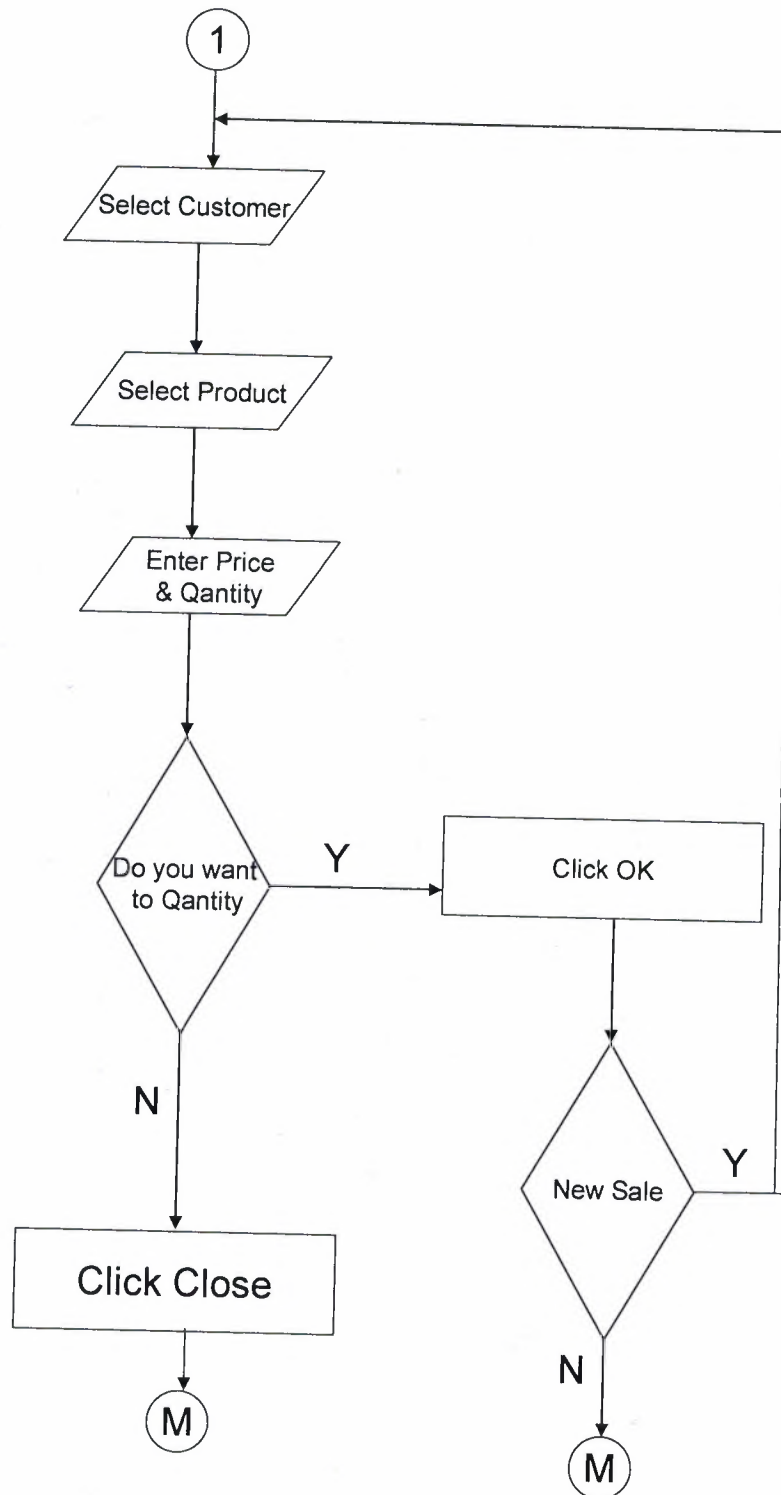 1
Select Customer
Select Product
Enter Price
& Qantity
Do you want
to Qantity
Y
Click OK
N
New Sale
Y
Click Close
N
M
M